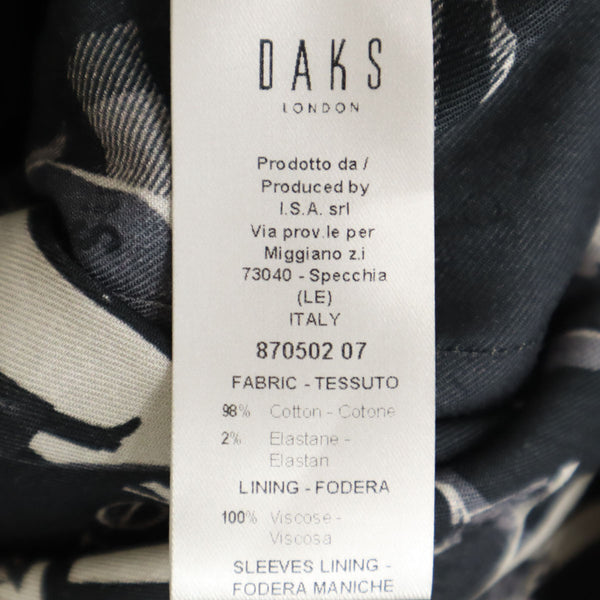 DAKS
LONDON
Prodotto da /
Produced by
I.S.A. srl
Via prov.le per
Miggiano z.i
73040 - Specchia
(LE)
ITALY
870502 07
FABRIC - TESSUTO
98% Cotton - Cotone
2% Elastane -
Elastan
LINING - FODERA
100% Viscose -
Viscosa
SLEEVES LINING -
FODERA MANICHE